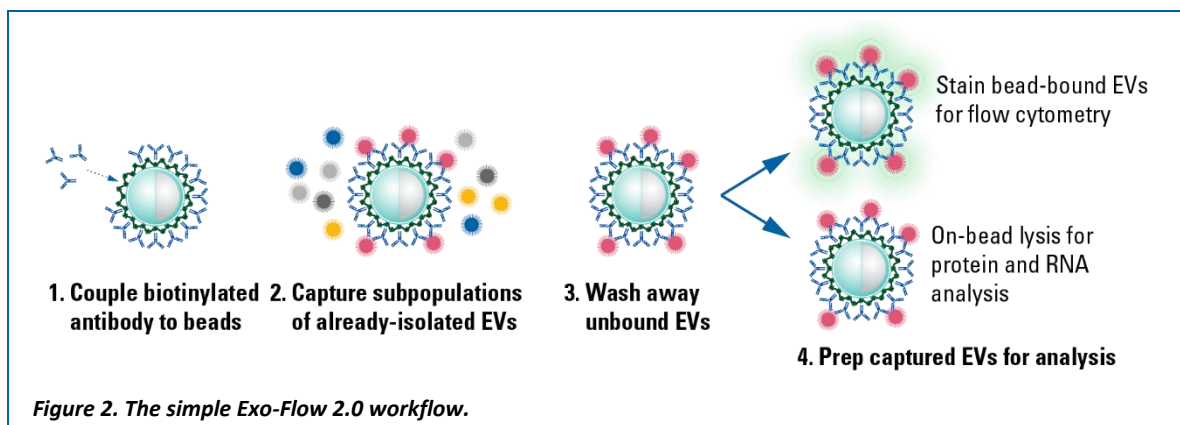 Stain bead-bound EVs
for flow cytometry
On-bead lysis for
protein and RNA
analysis
1. Couple biotinylated
antibody to beads
2. Capture subpopulations
of already-isolated EVs
3. Wash away
unbound EVs
4. Prep captured EVs for analysis
Figure 2. The simple Exo-Flow 2.0 workflow.